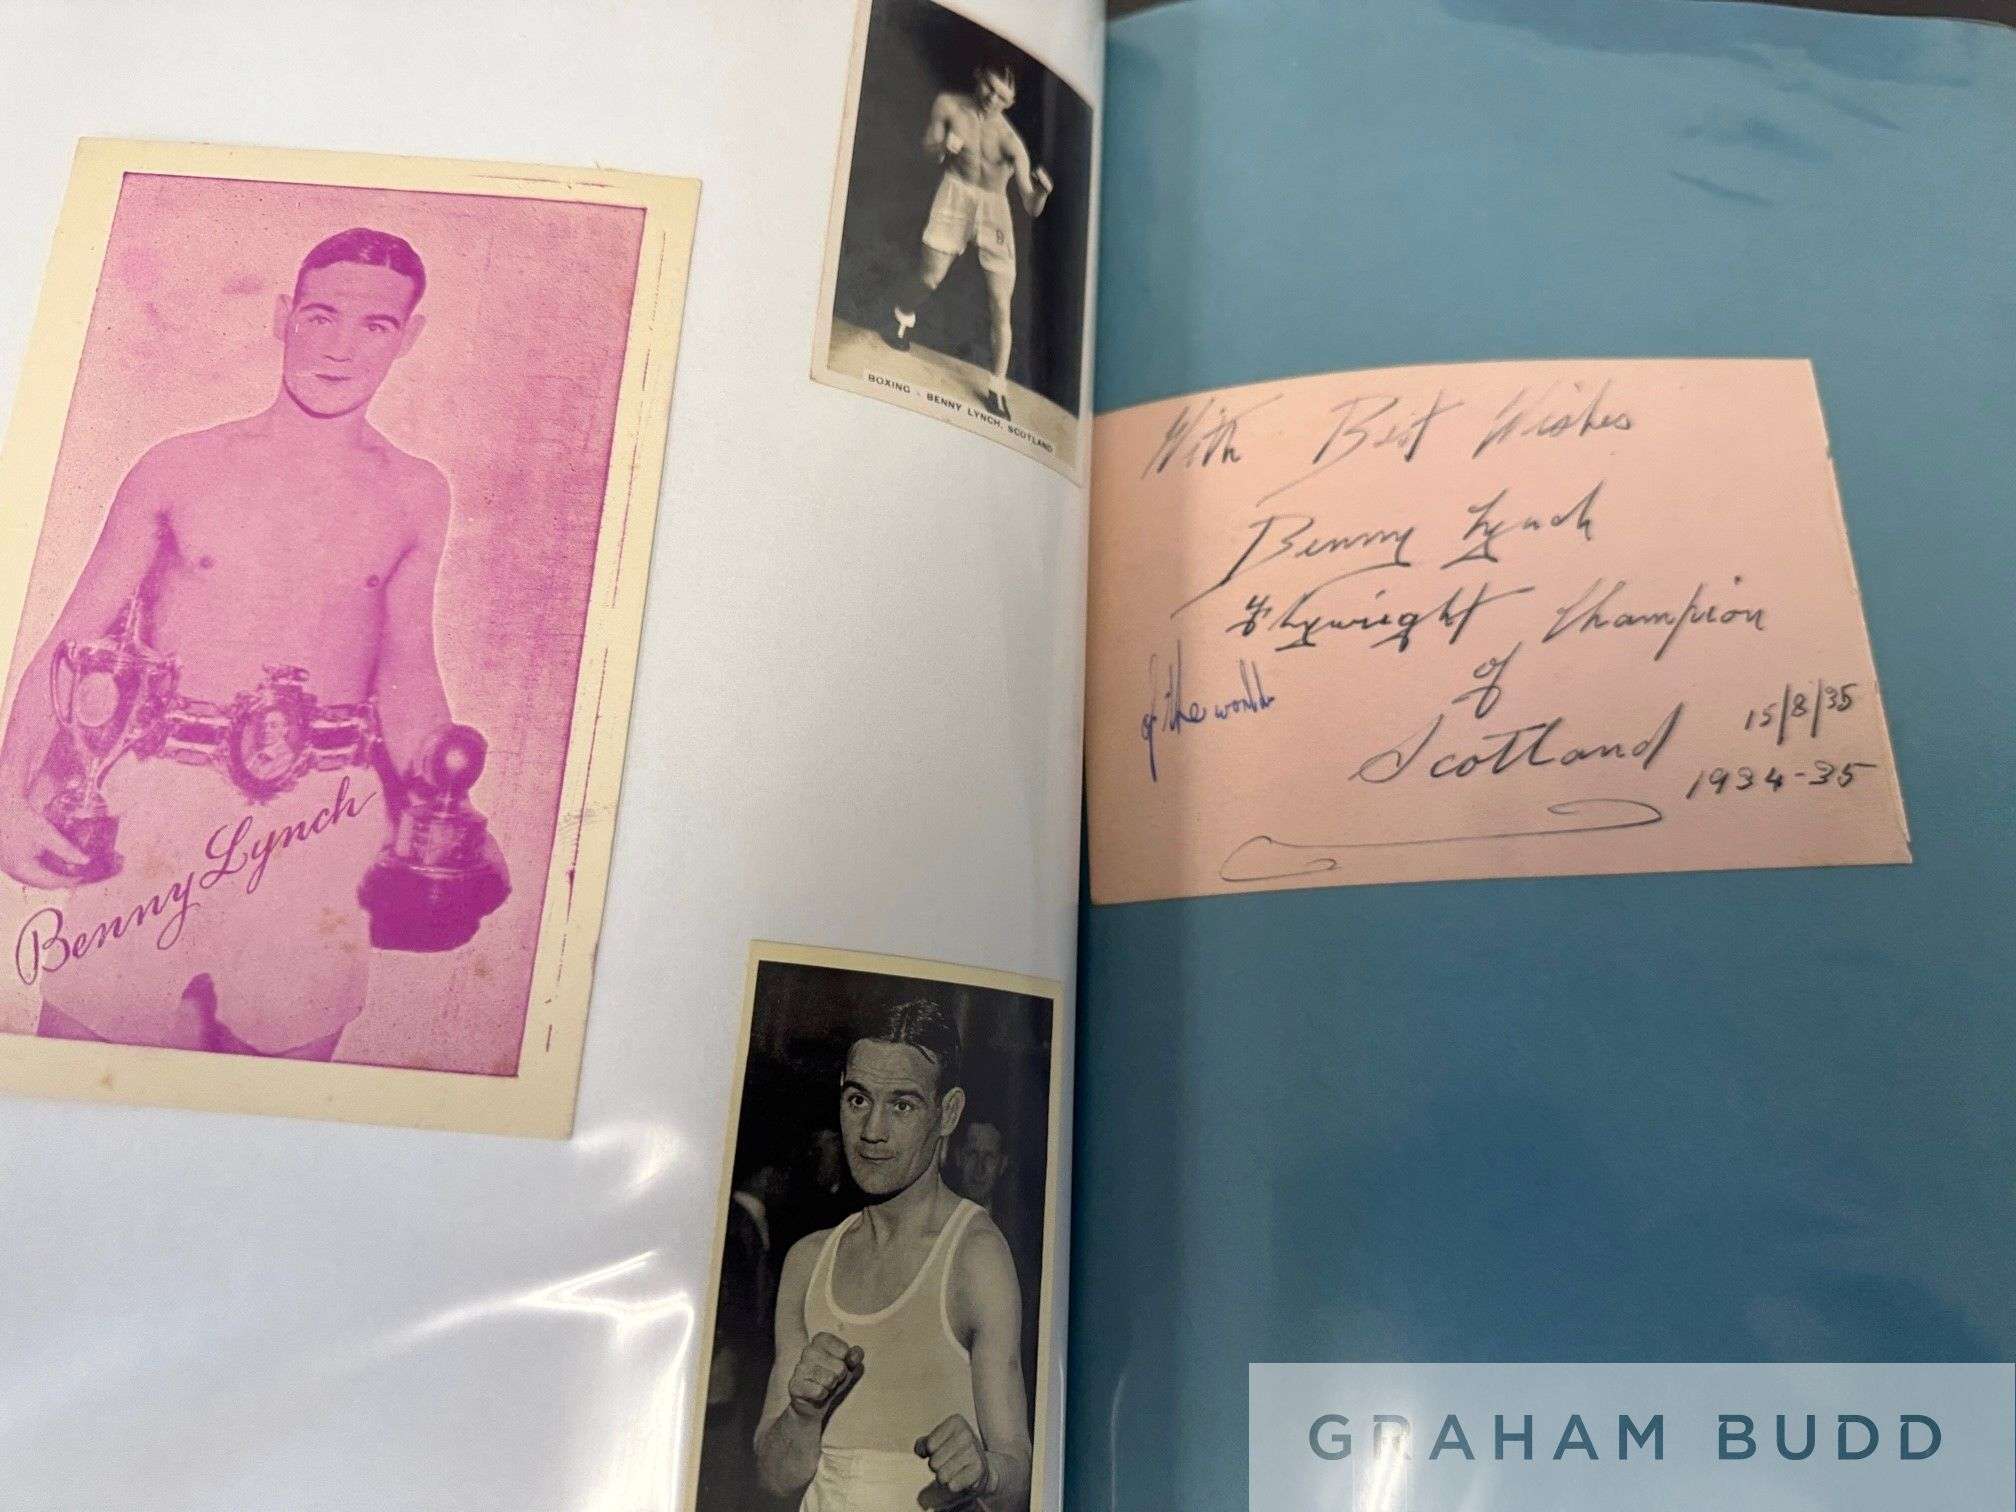 Benny Lynch
BOXING - BENNY LYNCH, SCOTLAND
With Best Wishes
Benny Lynch
Flyweight Champion
of the world
of
Scotland
15/8/35
1934-35
GRAHAM BUDD